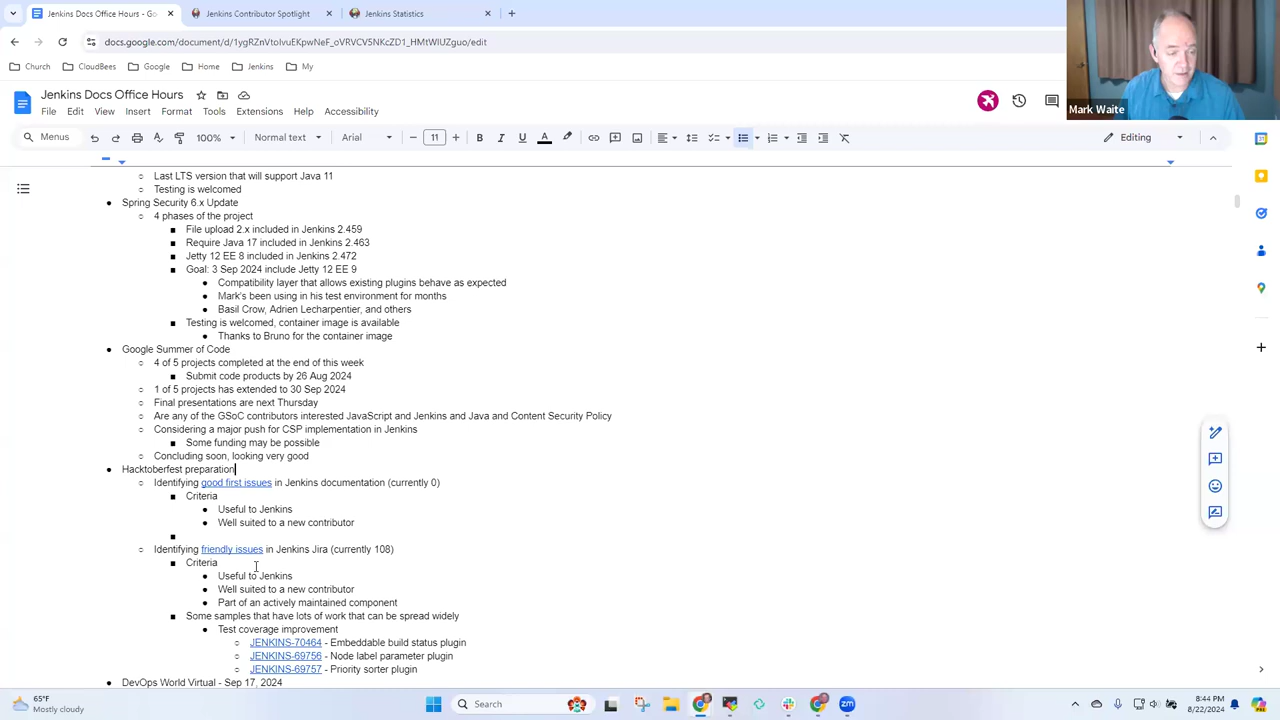 Jenkins Docs Office Hours - Go
Jenkins Contributor Spotlight
Jenkins Statistics
docs.google.com/document/d/1ygRZnVtoIvuEKpwNeF_oVRVCV5NKcZD1_HMtWIUZguo/edit
Church
CloudBees
Google
Home
Jenkins
My
Jenkins Docs Office Hours
File Edit View Insert Format Tools Extensions Help Accessibility
Mark Waite
Menus 100% Normal text Arial 11 B I U A Editing
Last LTS version that will support Java 11
Testing is welcomed
Spring Security 6.x Update
4 phases of the project
File upload 2.x included in Jenkins 2.459
Require Java 17 included in Jenkins 2.463
Jetty 12 EE 8 included in Jenkins 2.472
Goal: 3 Sep 2024 include Jetty 12 EE 9
Compatibility layer that allows existing plugins behave as expected
Mark's been using in his test environment for months
Basil Crow, Adrien Lecharpentier, and others
Testing is welcomed, container image is available
Thanks to Bruno for the container image
Google Summer of Code
4 of 5 projects completed at the end of this week
Submit code products by 26 Aug 2024
1 of 5 projects has extended to 30 Sep 2024
Final presentations are next Thursday
Are any of the GSoC contributors interested JavaScript and Jenkins and Java and Content Security Policy
Considering a major push for CSP implementation in Jenkins
Some funding may be possible
Concluding soon, looking very good
Hacktoberfest preparation
Identifying good first issues in Jenkins documentation (currently 0)
Criteria
Useful to Jenkins
Well suited to a new contributor
Identifying friendly issues in Jenkins Jira (currently 108)
Criteria
Useful to Jenkins
Well suited to a new contributor
Part of an actively maintained component
Some samples that have lots of work that can be spread widely
Test coverage improvement
JENKINS-70464 - Embeddable build status plugin
JENKINS-69756 - Node label parameter plugin
JENKINS-69757 - Priority sorter plugin
DevOps World Virtual - Sep 17, 2024
65°F
Mostly cloudy
Search
8:44 PM
8/22/2024